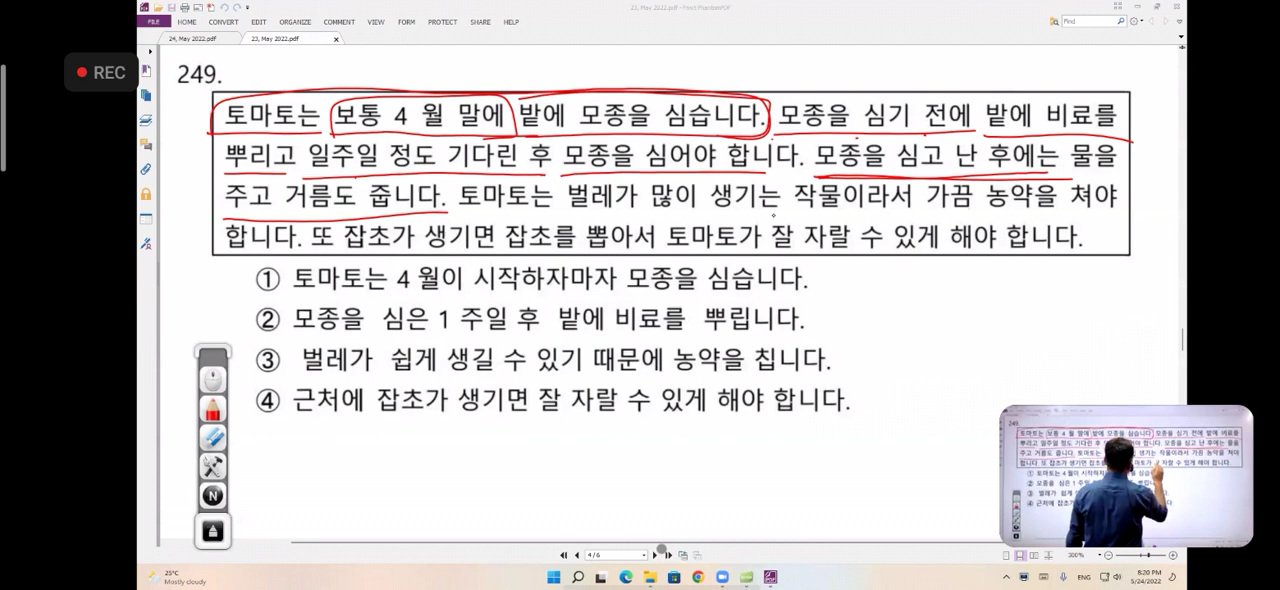 23, May 2022.pdf - Foxit PhantomPDF
FILE HOME CONVERT EDIT ORGANIZE COMMENT VIEW FORM PROTECT SHARE HELP
Find
24, May 2022.pdf 23, May 2022.pdf
REC
249.
토마토는 보통 4 월 말에 밭에 모종을 심습니다. 모종을 심기 전에 밭에 비료를
뿌리고 일주일 정도 기다린 후 모종을 심어야 합니다. 모종을 심고 난 후에는 물을
주고 거름도 줍니다. 토마토는 벌레가 많이 생기는 작물이라서 가끔 농약을 쳐야
합니다. 또 잡초가 생기면 잡초를 뽑아서 토마토가 잘 자랄 수 있게 해야 합니다.
① 토마토는 4 월이 시작하자마자 모종을 심습니다.
② 모종을 심은 1 주일 후 밭에 비료를 뿌립니다.
③ 벌레가 쉽게 생길 수 있기 때문에 농약을 칩니다.
④ 근처에 잡초가 생기면 잘 자랄 수 있게 해야 합니다.
N
4 / 6
300%
25°C
Mostly cloudy
ENG
8:20 PM
5/24/2022